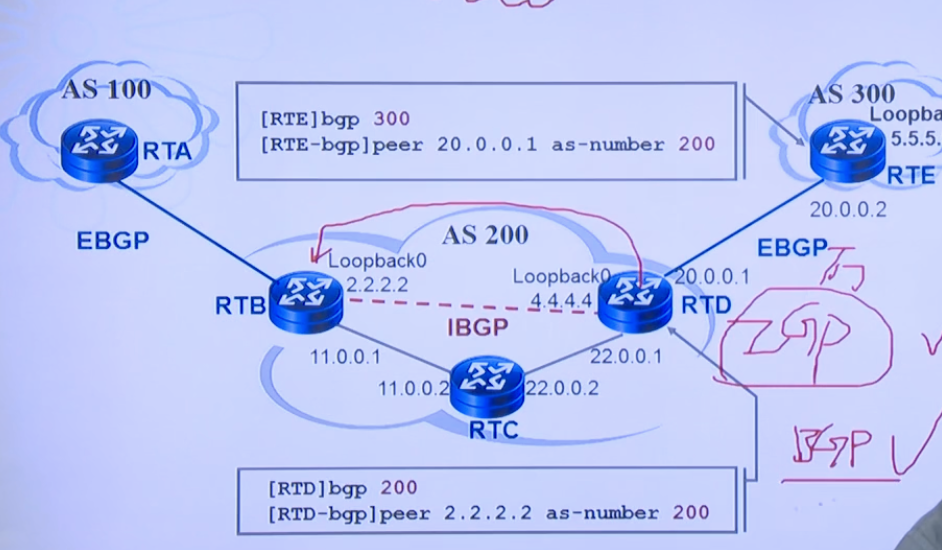 AS 100
RTA
[RTE]bgp 300
[RTE-bgp]peer 20.0.0.1 as-number 200
AS 300
Loopba
5.5.5.
RTE
20.0.0.2
EBGP
AS 200
EBGP
Loopback0
2.2.2.2
RTB
Loopback0
4.4.4.4
20.0.0.1
RTD
IBGP
IGP
11.0.0.1
22.0.0.1
11.0.0.2
22.0.0.2
RTC
BGP
[RTD]bgp 200
[RTD-bgp]peer 2.2.2.2 as-number 200